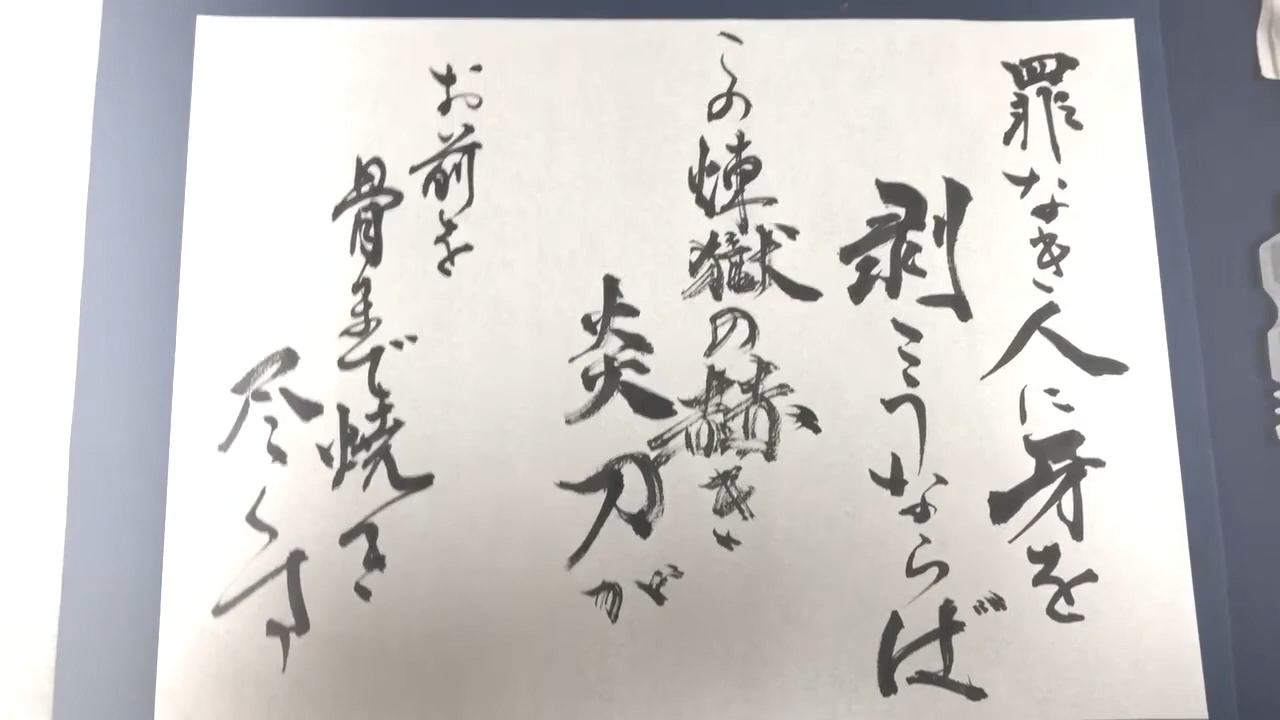 罪なき人に牙を
剥こうならば
この煉獄の赫き
炎刀が
お前を
骨まで焼き
尽くす